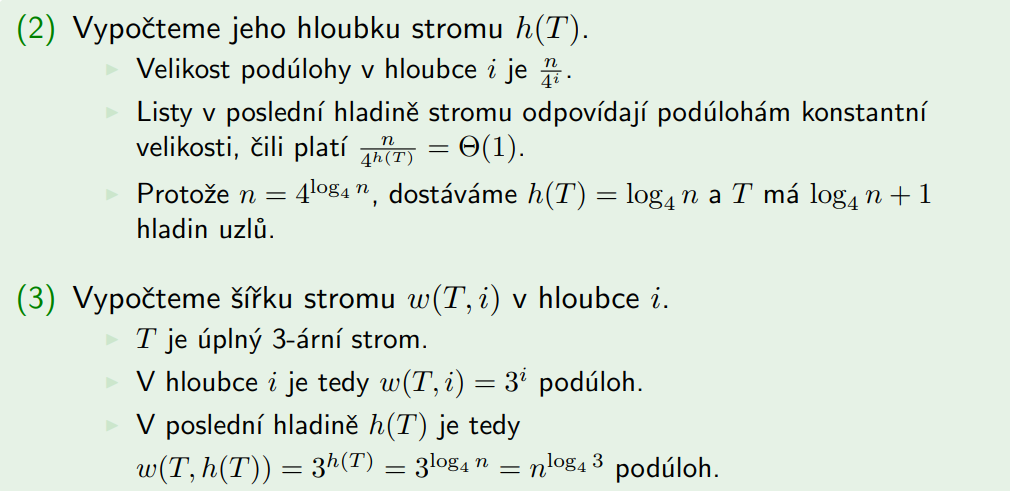 (2) Vypočteme jeho hloubku stromu h(T).
▶ Velikost podúlohy v hloubce i je n/4^i.
▶ Listy v poslední hladině stromu odpovídají podúlohám konstantní
velikosti, čili platí n/4^{h(T)} = Θ(1).
▶ Protože n = 4^{log_4 n}, dostáváme h(T) = log_4 n a T má log_4 n + 1
hladin uzlů.
(3) Vypočteme šířku stromu w(T, i) v hloubce i.
▶ T je úplný 3-ární strom.
▶ V hloubce i je tedy w(T, i) = 3^i podúloh.
▶ V poslední hladině h(T) je tedy
w(T, h(T)) = 3^{h(T)} = 3^{log_4 n} = n^{log_4 3} podúloh.